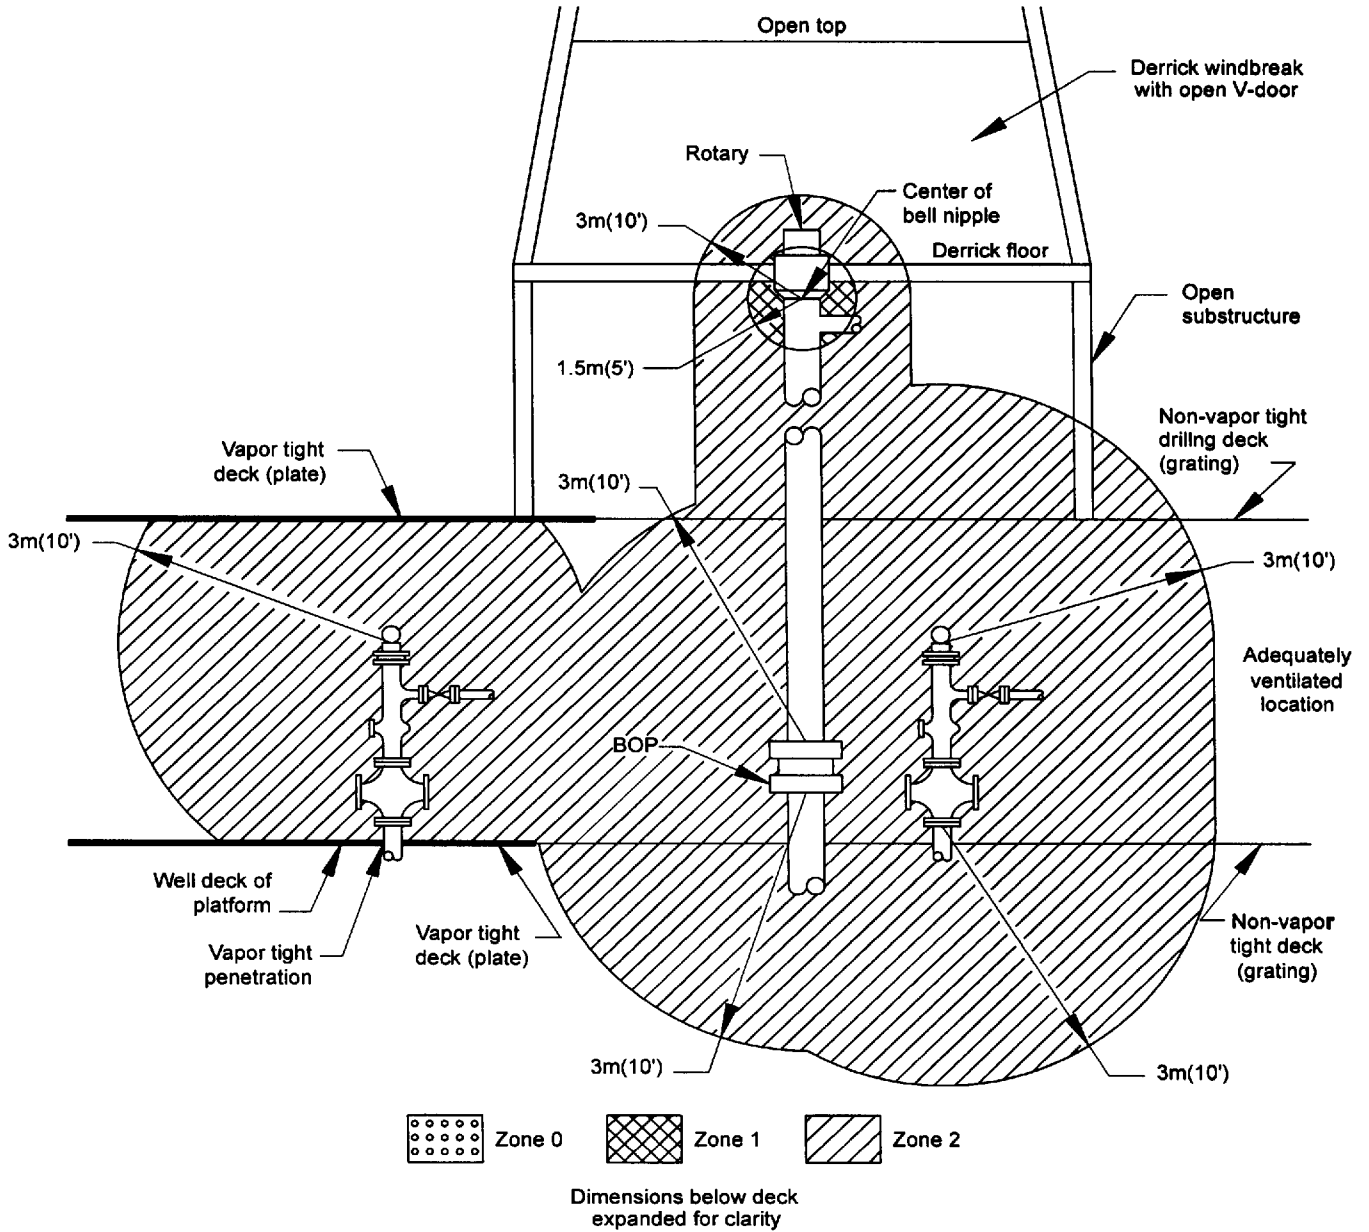 Open top
Derrick windbreak
with open V-door
Rotary
Center of
bell nipple
3m(10')
Derrick floor
Open
substructure
1.5m(5')
Non-vapor tight
drillng deck
(grating)
Vapor tight
deck (plate)
3m(10')
3m(10')
3m(10')
Adequately
ventilated
location
BOP
Well deck of
platform
Vapor tight
penetration
Vapor tight
deck (plate)
Non-vapor
tight deck
(grating)
3m(10')
3m(10')
Zone 0
Zone 1
Zone 2
Dimensions below deck
expanded for clarity